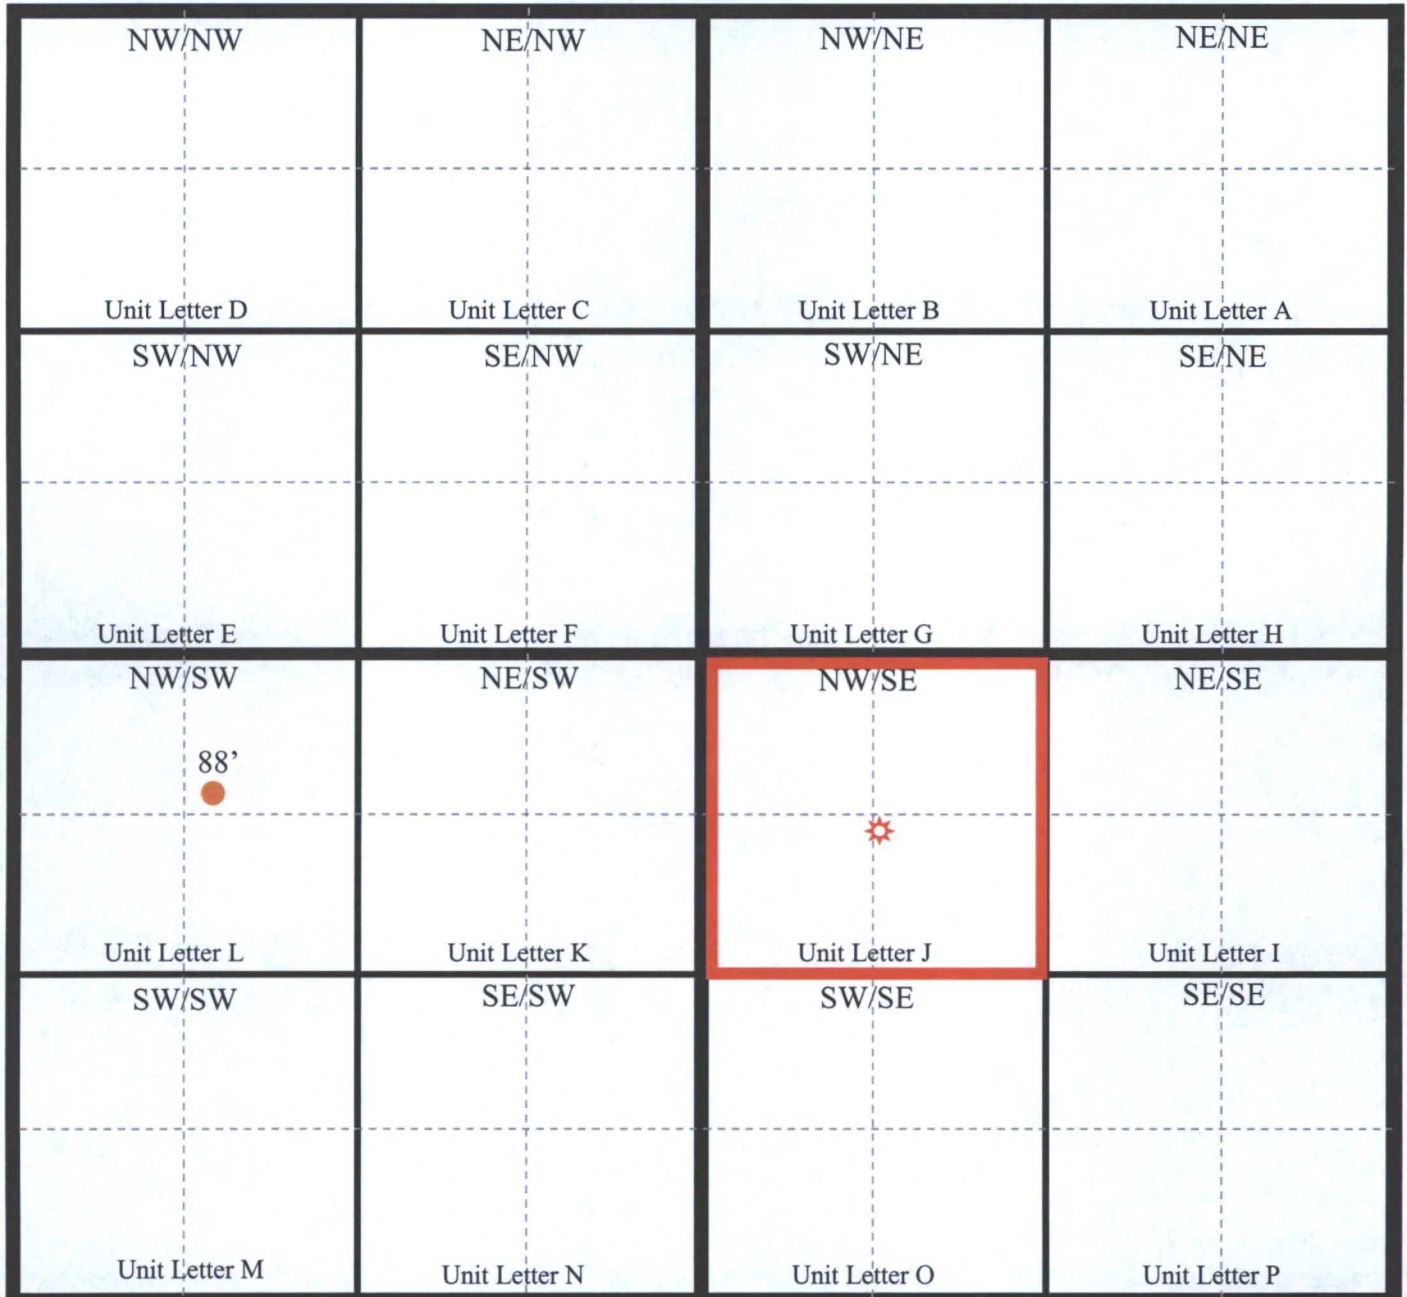 NW/NW
NE/NW
NW/NE
NE/NE
Unit Letter D
Unit Letter C
Unit Letter B
Unit Letter A
SW/NW
SE/NW
SW/NE
SE/NE
Unit Letter E
Unit Letter F
Unit Letter G
Unit Letter H
NW/SW
NE/SW
NW/SE
NE/SE
88’
Unit Letter L
Unit Letter K
Unit Letter J
Unit Letter I
SW/SW
SE/SW
SW/SE
SE/SE
Unit Letter M
Unit Letter N
Unit Letter O
Unit Letter P